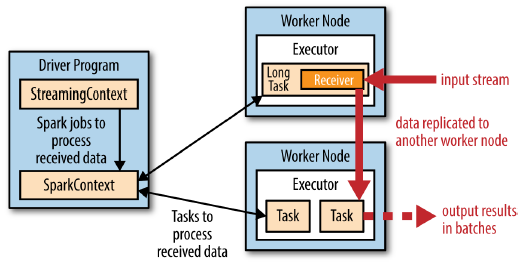 Driver Program
StreamingContext
Spark jobs to
process
received data
SparkContext
Tasks to
process
received data
Worker Node
Executor
Long
Task
Receiver
input stream
data replicated to
another worker node
Worker Node
Executor
Task
Task
output results
in batches